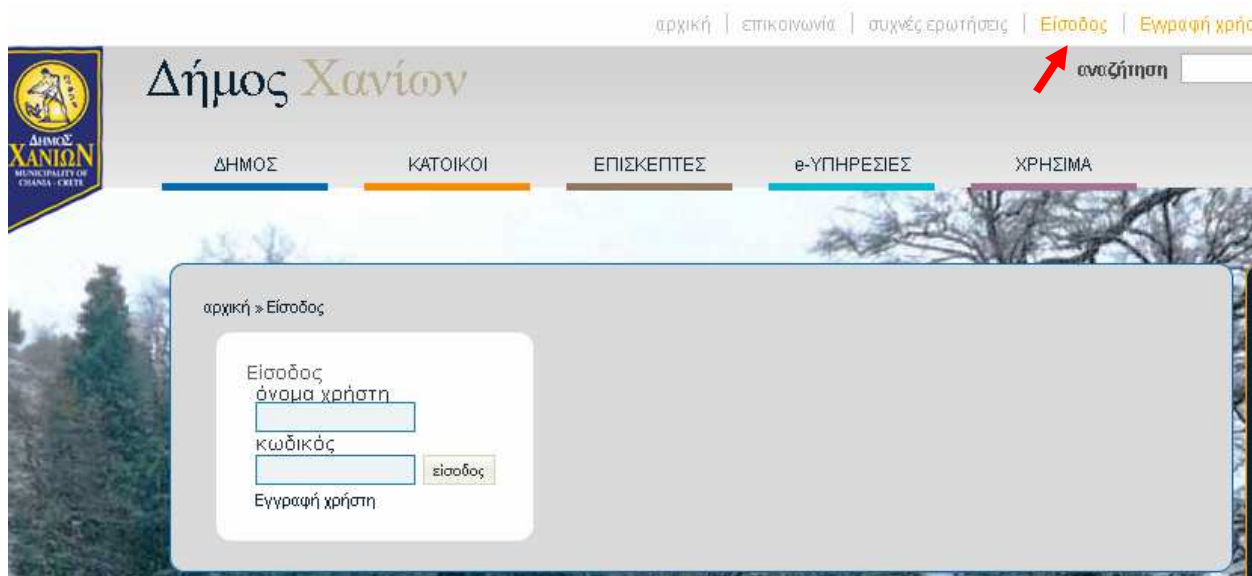 αρχική | επικοινωνία | συχνές ερωτήσεις | Είσοδος | Εγγραφή χρήσ
Δήμος Χανίων
αναζήτηση
ΔΗΜΟΣ
ΧΑΝΙΩΝ
MUNICIPALITY OF
CHANIA - CRETE
ΔΗΜΟΣ ΚΑΤΟΙΚΟΙ ΕΠΙΣΚΕΠΤΕΣ e-ΥΠΗΡΕΣΙΕΣ ΧΡΗΣΙΜΑ
αρχική » Είσοδος
Είσοδος
όνομα χρήστη
κωδικός
είσοδος
Εγγραφή χρήστη